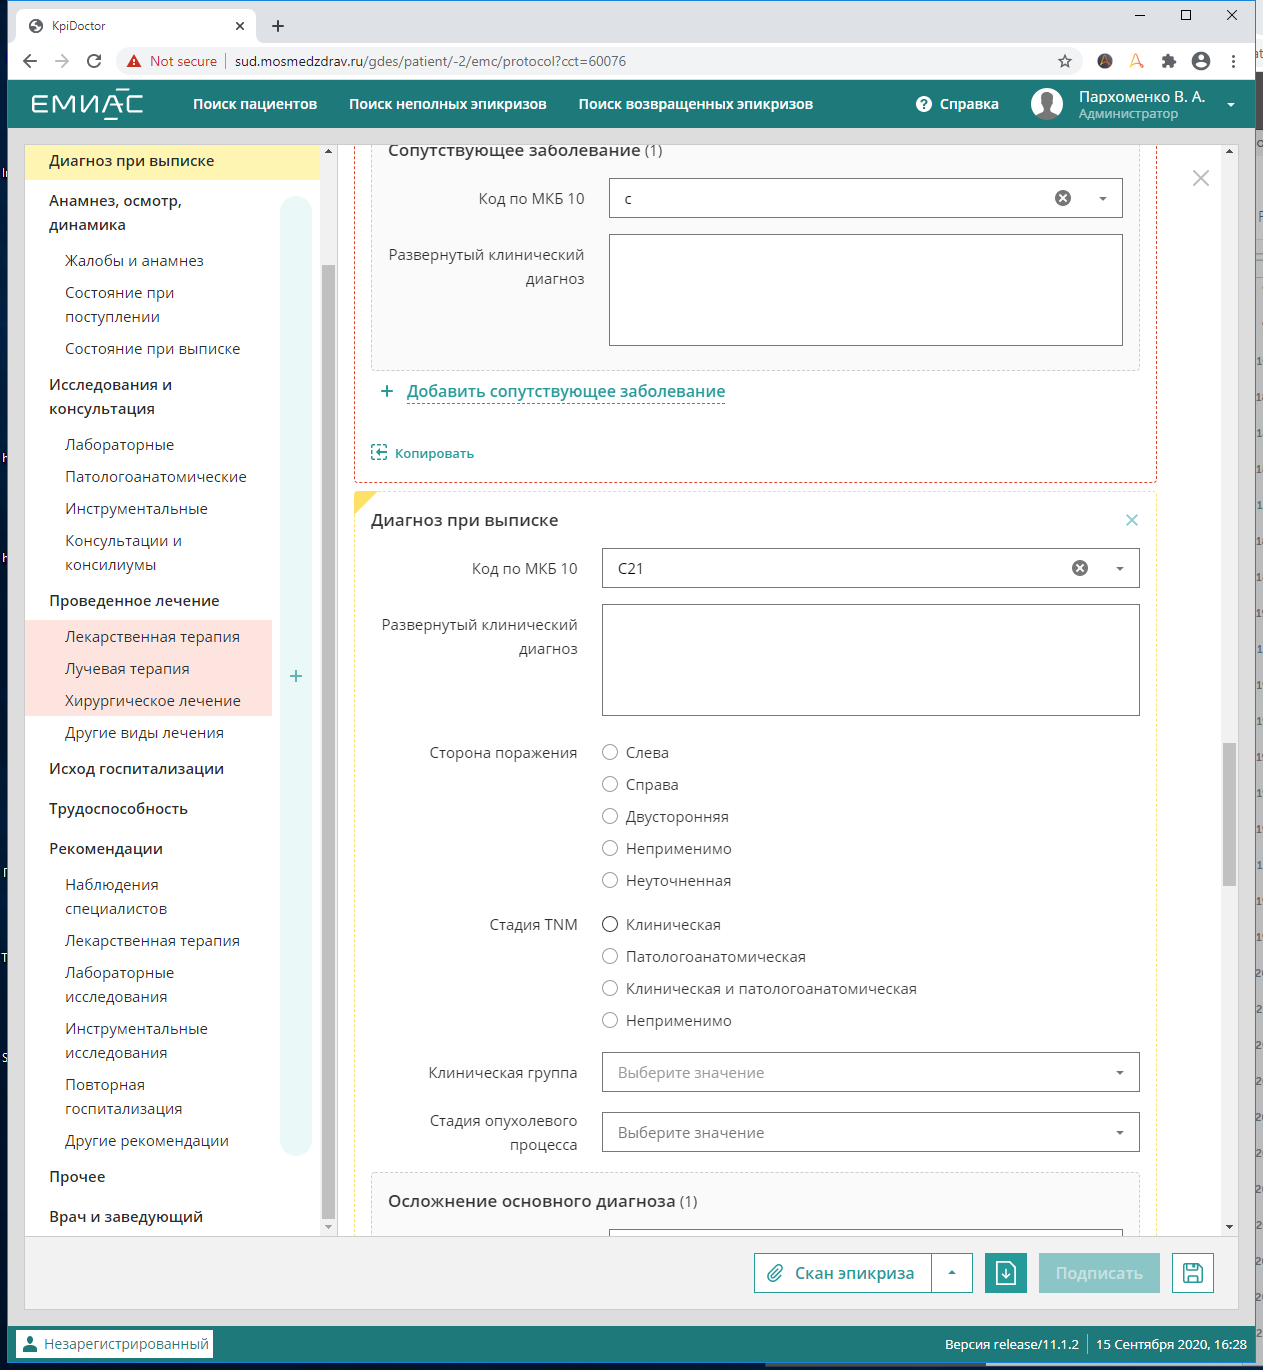 KpiDoctor
Not secure
sud.mosmedzdrav.ru/gdes/patient/-2/emc/protocol?cct=60076
ЕМИАС
Поиск пациентов
Поиск неполных эпикризов
Поиск возвращенных эпикризов
Справка
Пархоменко В. А.
Администратор
Диагноз при выписке
Анамнез, осмотр,
динамика
Жалобы и анамнез
Состояние при
поступлении
Состояние при выписке
Исследования и
консультация
Лабораторные
Патологоанатомические
Инструментальные
Консультации и
консилиумы
Проведенное лечение
Лекарственная терапия
Лучевая терапия
Хирургическое лечение
Другие виды лечения
Исход госпитализации
Трудоспособность
Рекомендации
Наблюдения
специалистов
Лекарственная терапия
Лабораторные
исследования
Инструментальные
исследования
Повторная
госпитализация
Другие рекомендации
Прочее
Врач и заведующий
Сопутствующее заболевание (1)
Код по МКБ 10
с
Развернутый клинический
диагноз
Добавить сопутствующее заболевание
Копировать
Диагноз при выписке
Код по МКБ 10
C21
Развернутый клинический
диагноз
Сторона поражения
Слева
Справа
Двусторонняя
Неприменимо
Неуточненная
Стадия TNM
Клиническая
Патологоанатомическая
Клиническая и патологоанатомическая
Неприменимо
Клиническая группа
Выберите значение
Стадия опухолевого
процесса
Выберите значение
Осложнение основного диагноза (1)
Скан эпикриза
Подписать
Незарегистрированный
Версия release/11.1.2
15 Сентября 2020, 16:28